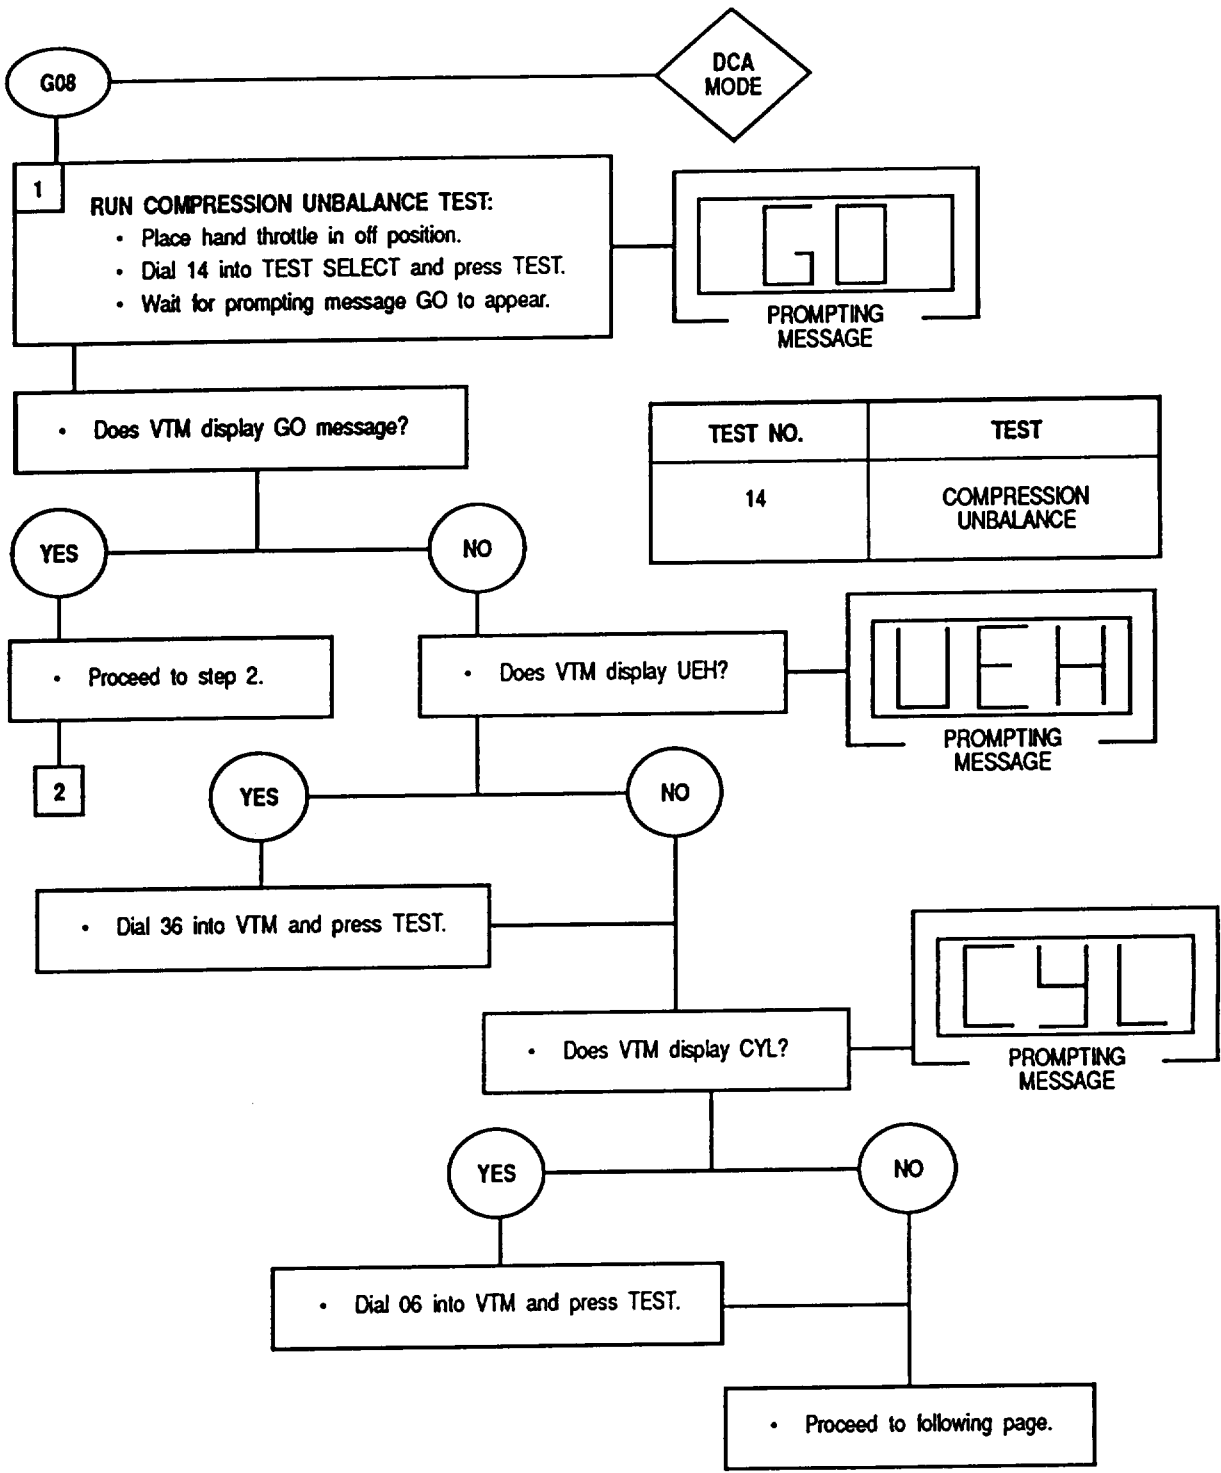 G08
DCA
MODE
1
RUN COMPRESSION UNBALANCE TEST:
• Place hand throttle in off position.
• Dial 14 into TEST SELECT and press TEST.
• Wait for prompting message GO to appear.
GO
PROMPTING
MESSAGE
• Does VTM display GO message?
TEST NO. TEST
14 COMPRESSION
UNBALANCE
YES
NO
• Proceed to step 2.
• Does VTM display UEH?
UEH
PROMPTING
MESSAGE
2
YES
NO
• Dial 36 into VTM and press TEST.
CYL
• Does VTM display CYL?
PROMPTING
MESSAGE
YES
NO
• Dial 06 into VTM and press TEST.
• Proceed to following page.